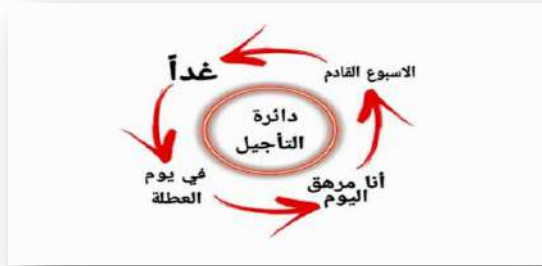 غداً
الاسبوع القادم
دائرة
التأجيل
في يوم
العطلة
أنا مرهق
اليوم